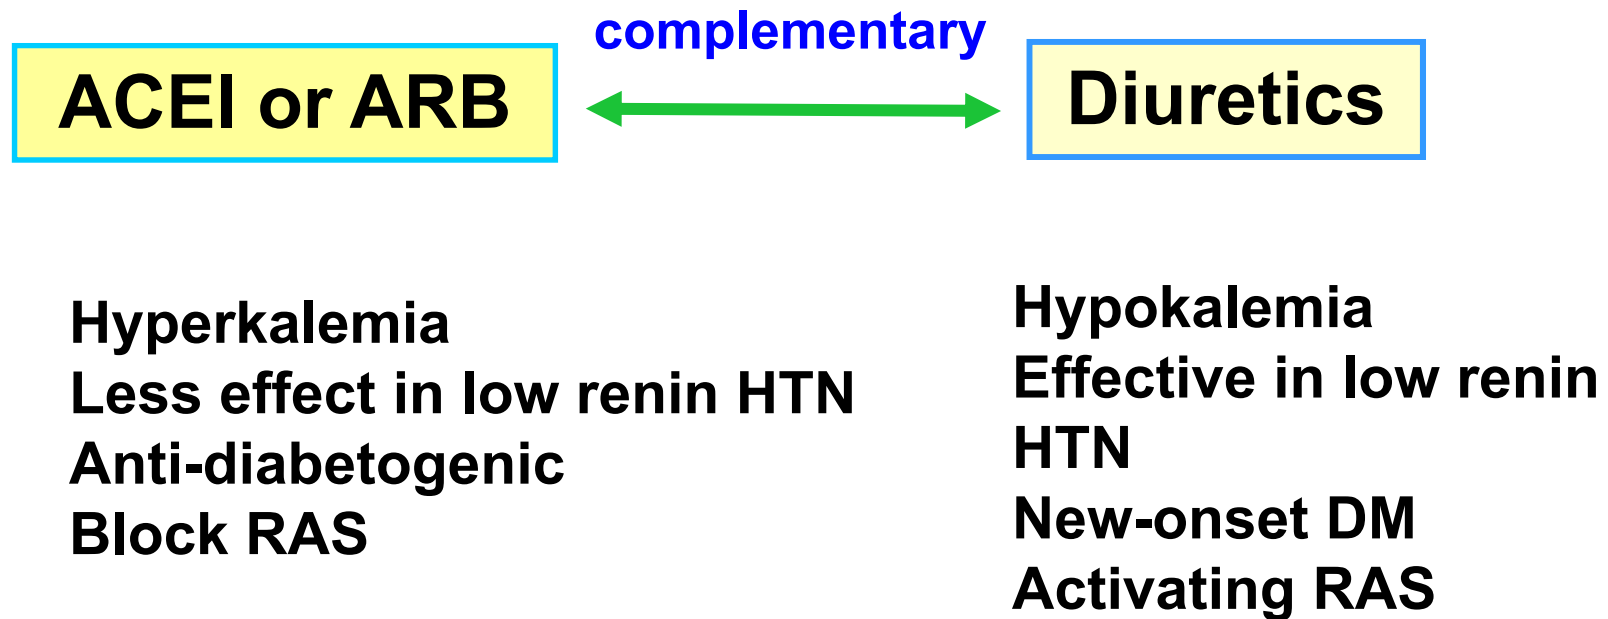 complementary
ACEI or ARB
Diuretics
Hyperkalemia
Less effect in low renin HTN
Anti-diabetogenic
Block RAS
Hypokalemia
Effective in low renin
HTN
New-onset DM
Activating RAS